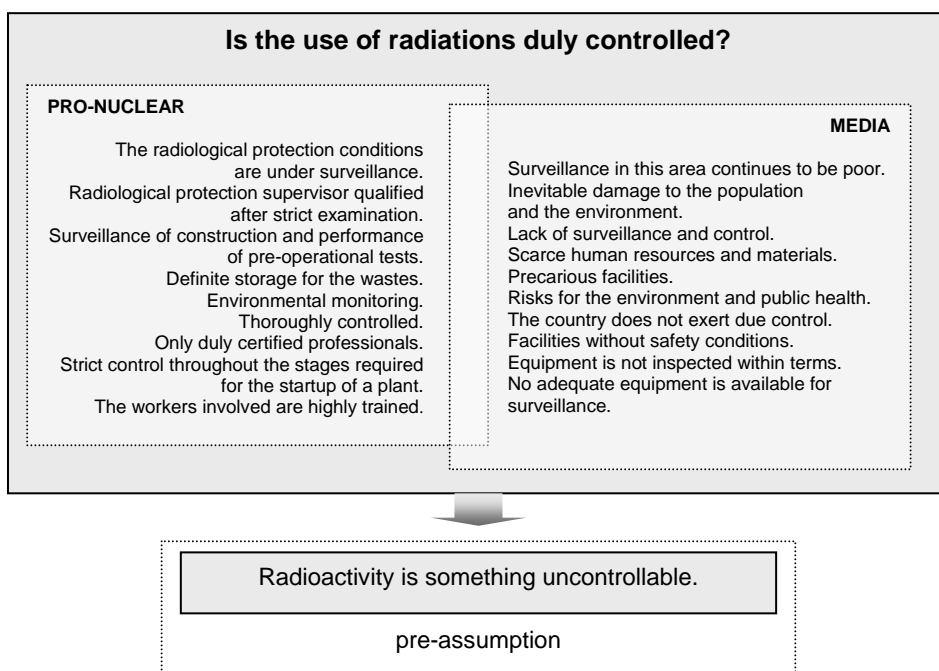 Is the use of radiations duly controlled?
PRO-NUCLEAR
The radiological protection conditions
are under surveillance.
Radiological protection supervisor qualified
after strict examination.
Surveillance of construction and performance
of pre-operational tests.
Definite storage for the wastes.
Environmental monitoring.
Thoroughly controlled.
Only duly certified professionals.
Strict control throughout the stages required
for the startup of a plant.
The workers involved are highly trained.
MEDIA
Surveillance in this area continues to be poor.
Inevitable damage to the population
and the environment.
Lack of surveillance and control.
Scarce human resources and materials.
Precarious facilities.
Risks for the environment and public health.
The country does not exert due control.
Facilities without safety conditions.
Equipment is not inspected within terms.
No adequate equipment is available for
surveillance.
Radioactivity is something uncontrollable.
pre-assumption